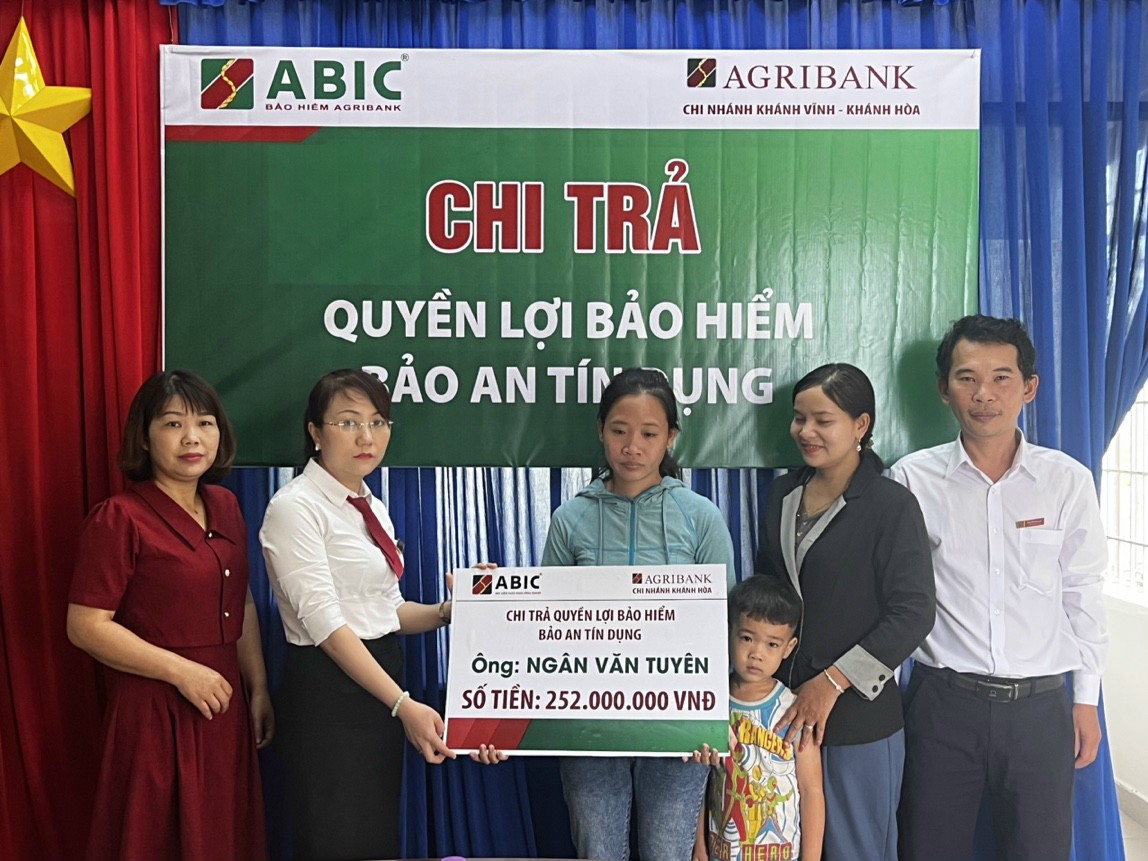 ABIC®
BẢO HIỂM AGRIBANK
AGRIBANK
CHI NHÁNH KHÁNH VĨNH - KHÁNH HÒA
CHI TRẢ
QUYỀN LỢI BẢO HIỂM
BẢO AN TÍN DỤNG
ABIC
AGRIBANK
CHI NHÁNH KHÁNH HÒA
CHI TRẢ QUYỀN LỢI BẢO HIỂM
BẢO AN TÍN DỤNG
Ông: NGÂN VĂN TUYÊN
SỐ TIỀN: 252.000.000 VNĐ
RANGERS
HERO